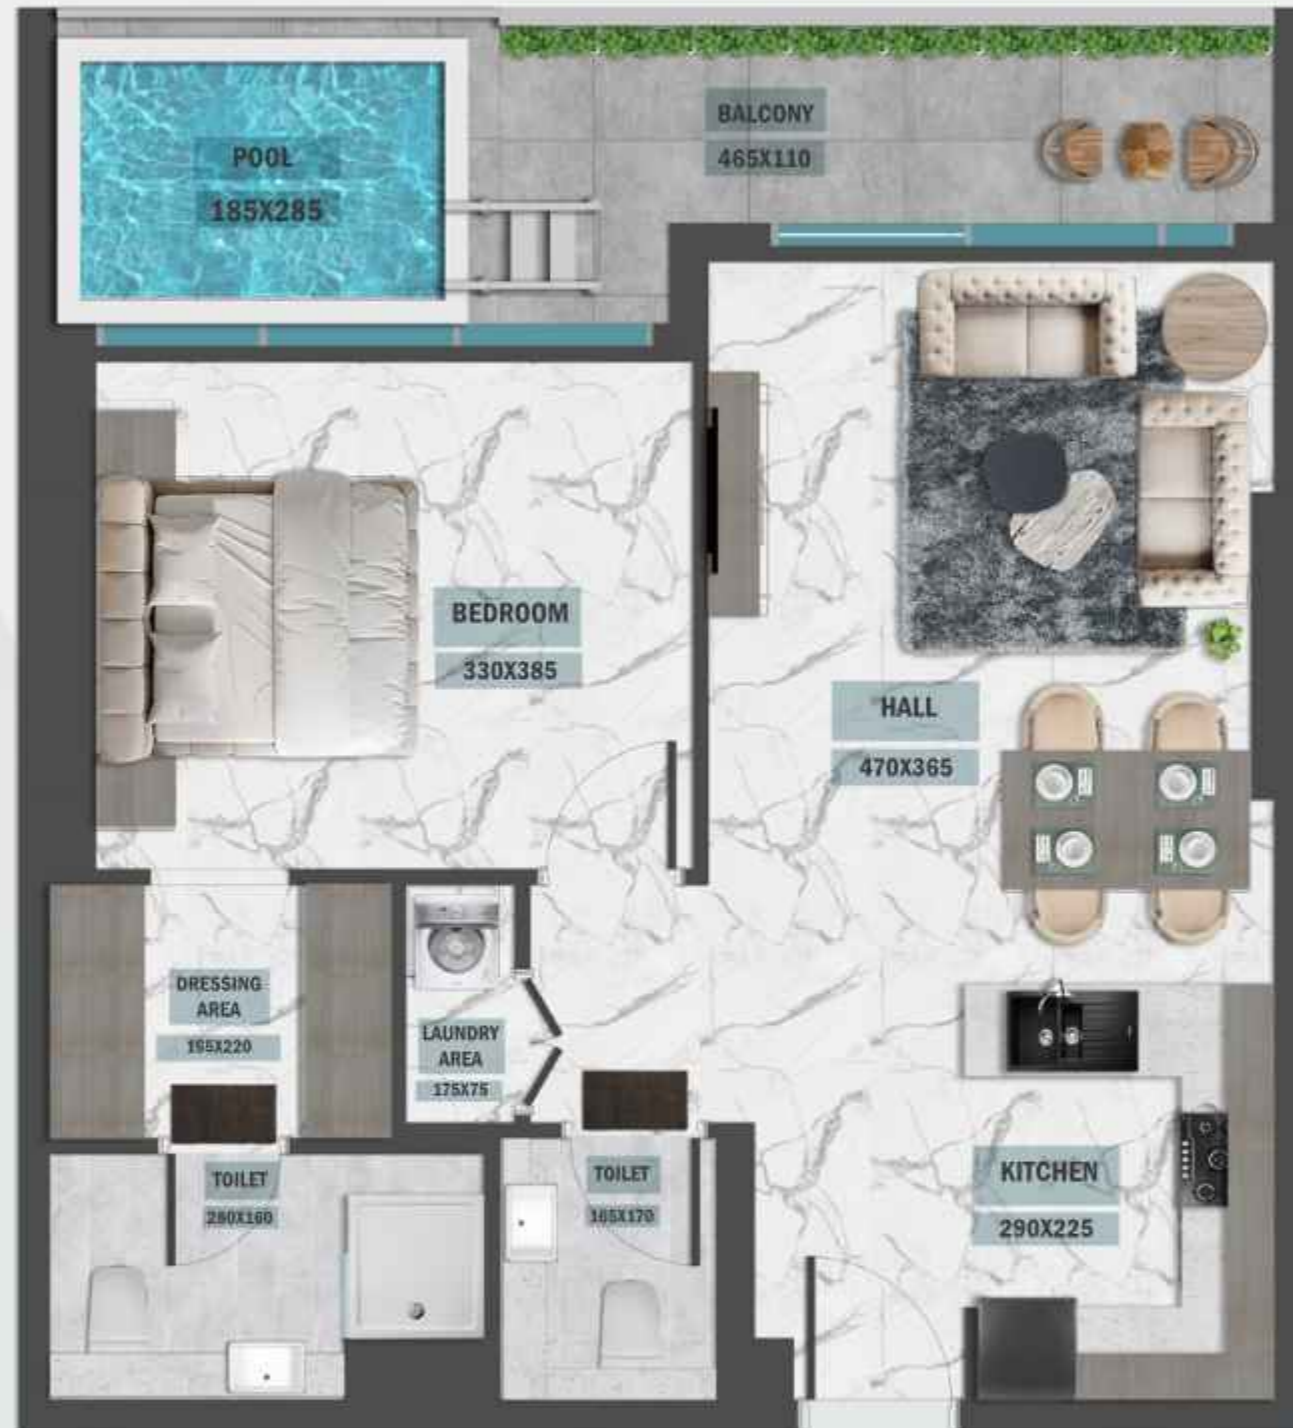 BALCONY
465X110
POOL
185X285
BEDROOM
330X385
HALL
470X365
DRESSING
AREA
195X220
LAUNDRY
AREA
175X75
TOILET
280X160
TOILET
165X170
KITCHEN
290X225